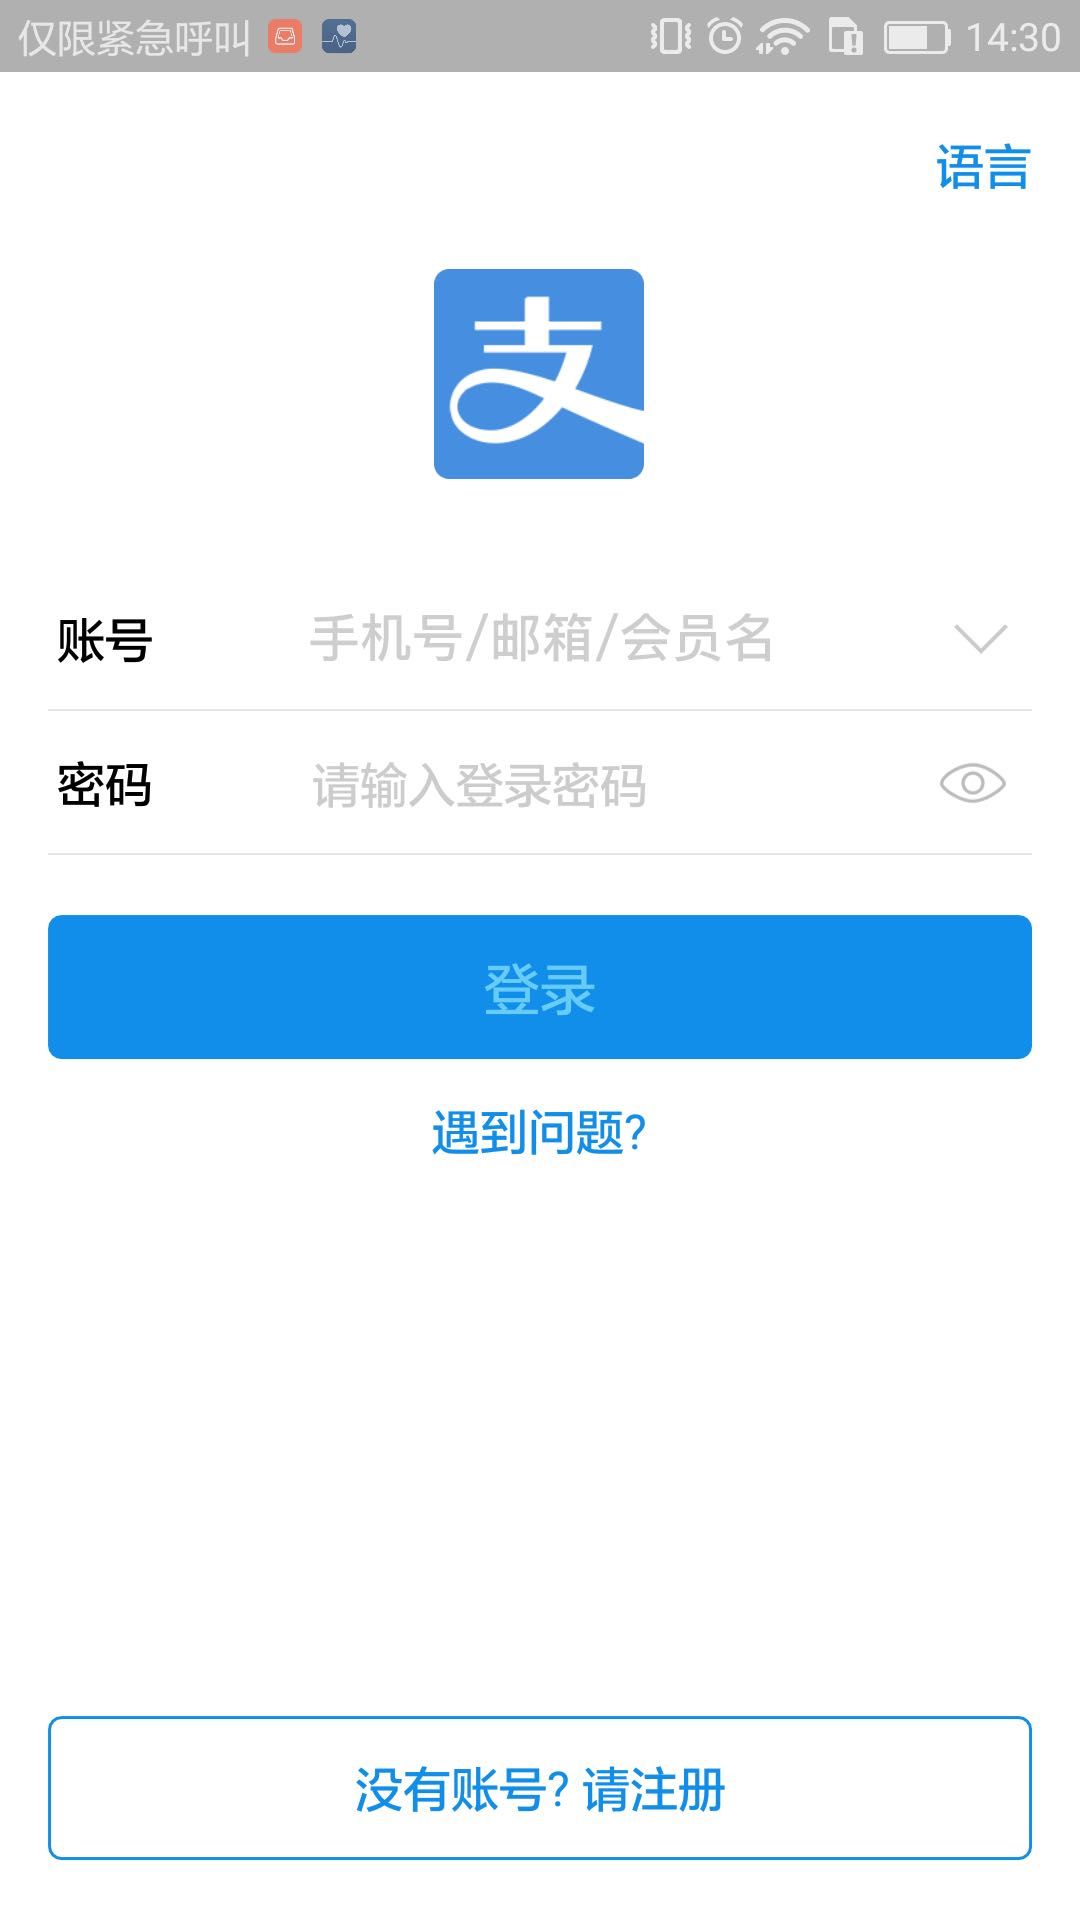 仅限紧急呼叫 14:30
语言
支
账号 手机号/邮箱/会员名
密码 请输入登录密码
登录
遇到问题?
没有账号? 请注册